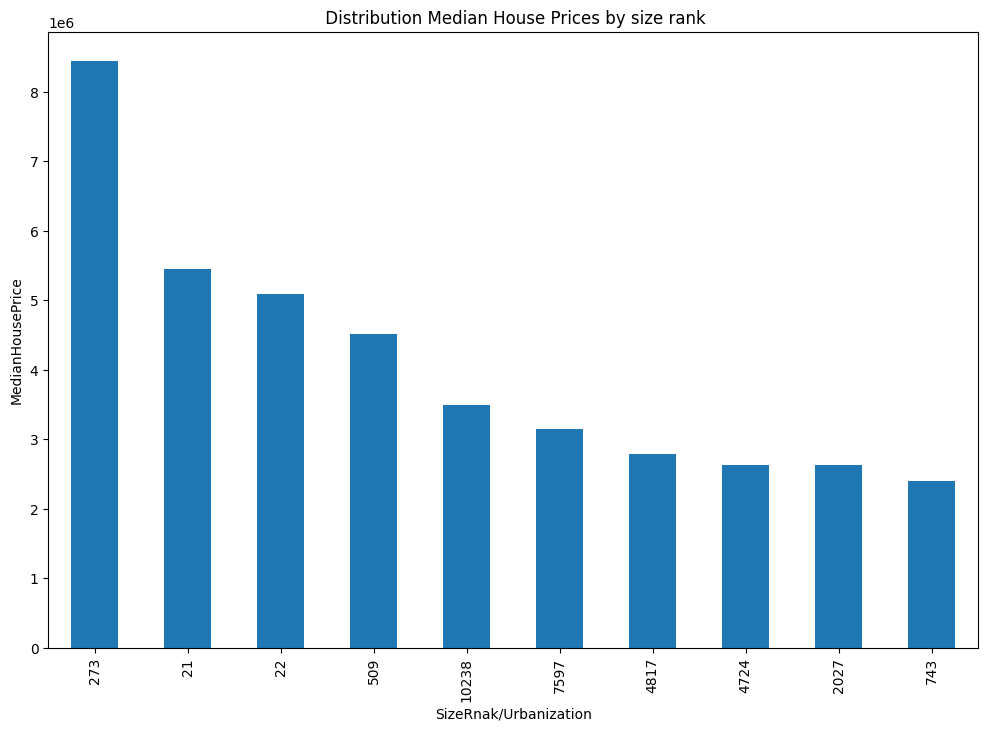 Distribution Median House Prices by size rank
1e6
8
7
6
5
4
3
2
1
0
MedianHousePrice
273 21 22 509 10238 7597 4817 4724 2027 743
SizeRnak/Urbanization